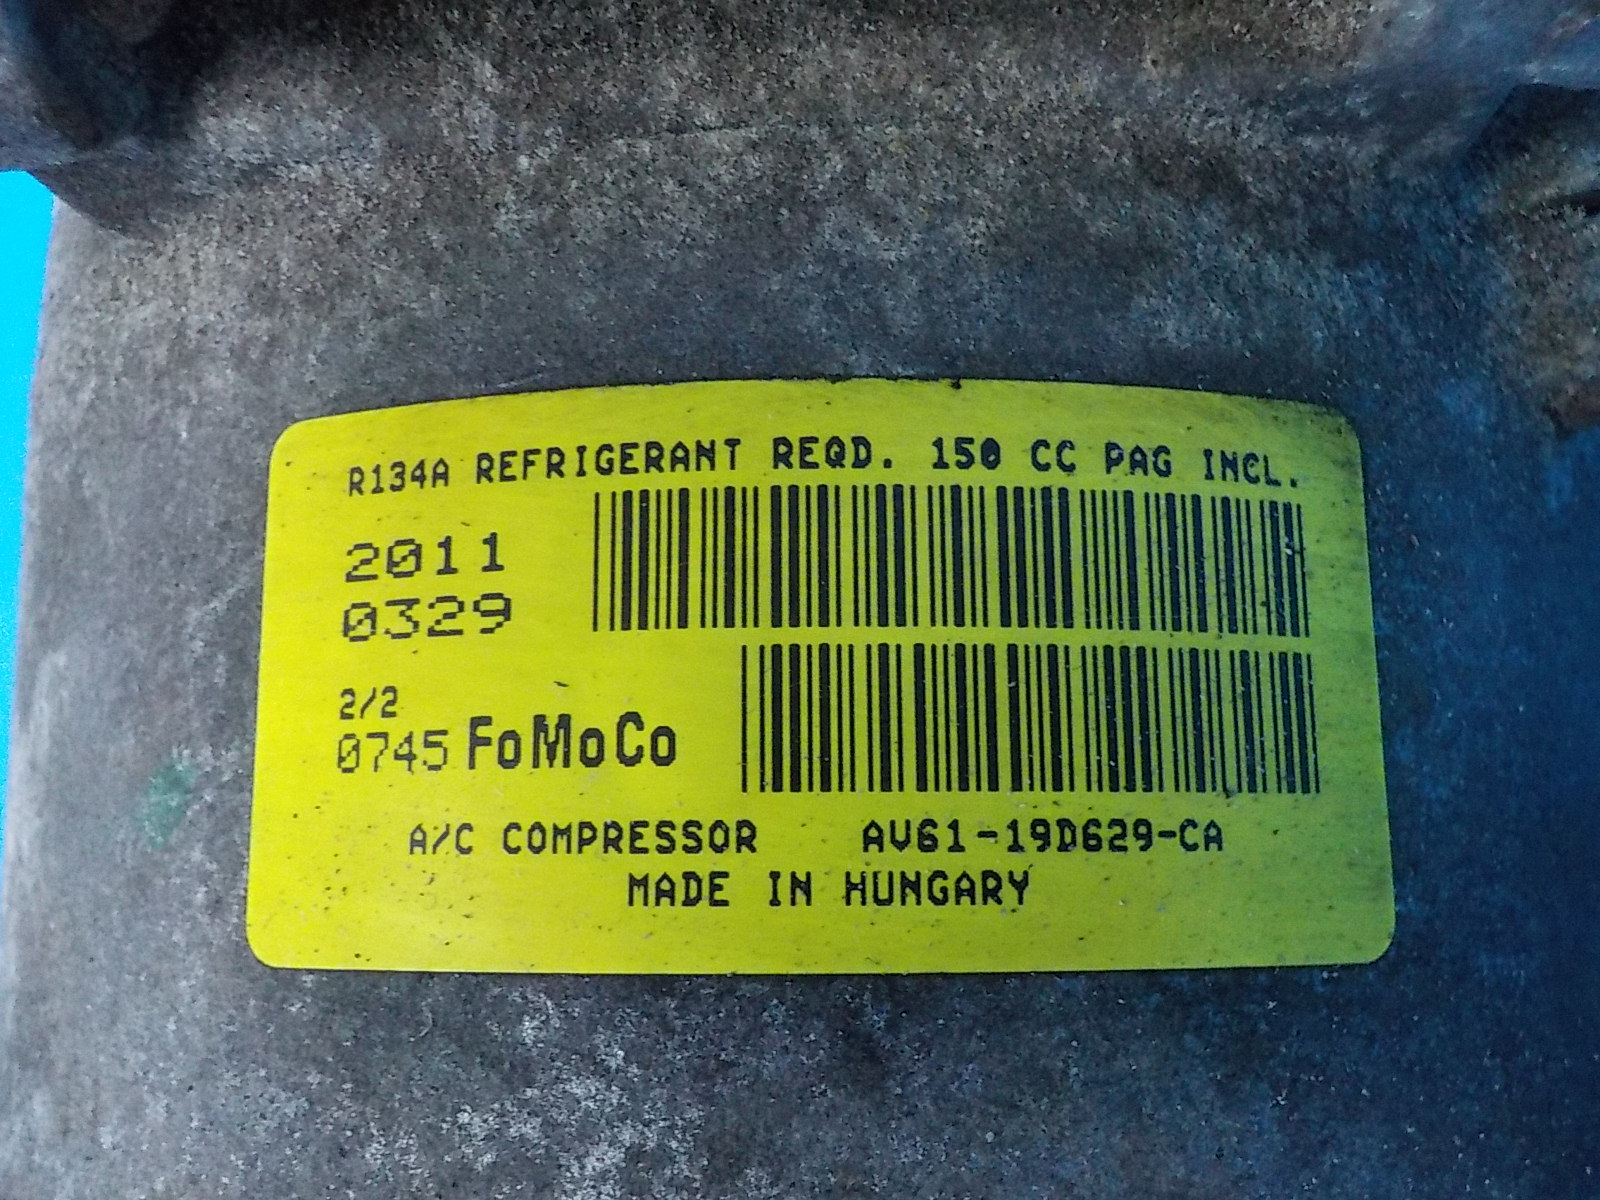 R134A REFRIGERANT REQD. 150 CC PAG INCL.
2011
0329
2/2
0745 FoMoCo
A/C COMPRESSOR AV61-19D629-CA
MADE IN HUNGARY